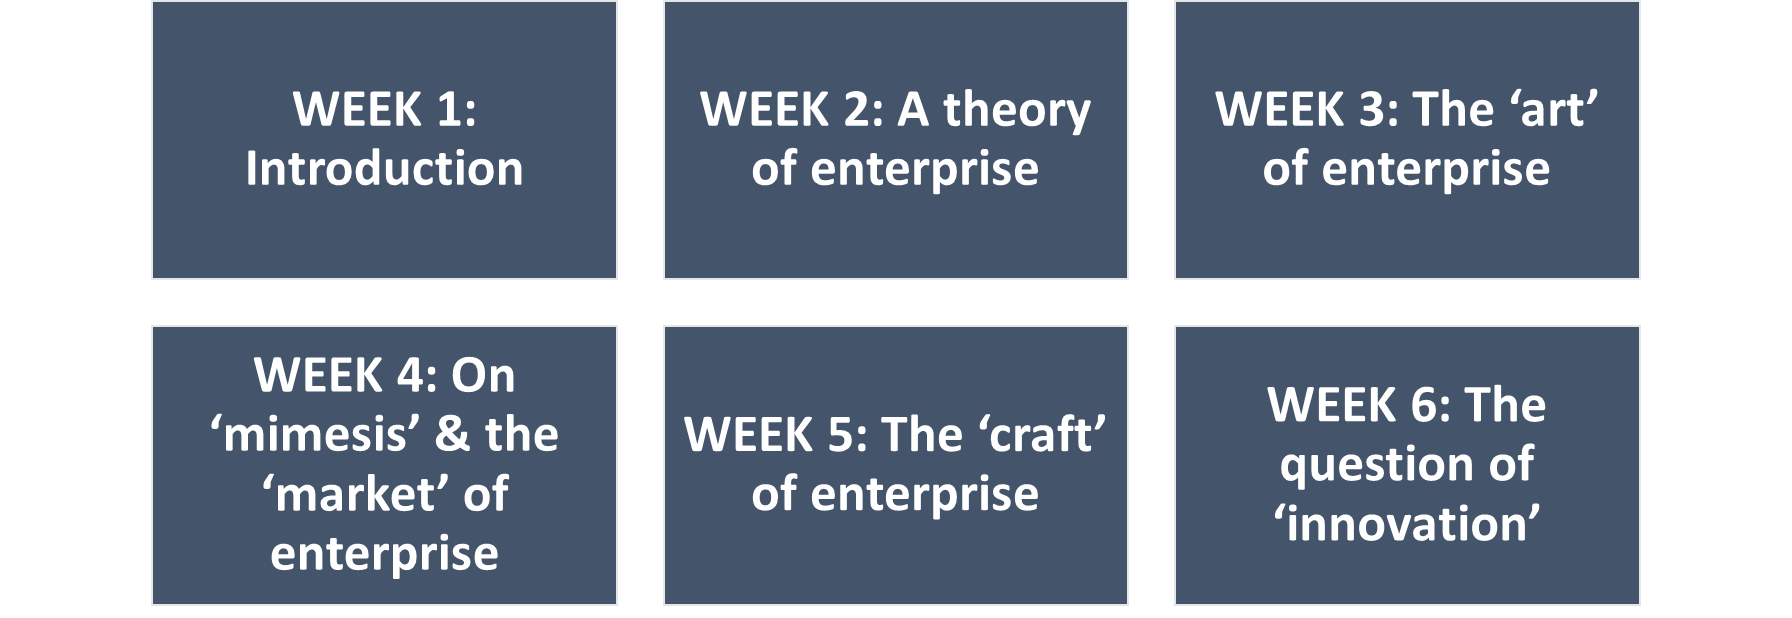 WEEK 1:
Introduction
WEEK 2: A theory
of enterprise
WEEK 3: The ‘art’
of enterprise
WEEK 4: On
‘mimesis’ & the
‘market’ of
enterprise
WEEK 5: The ‘craft’
of enterprise
WEEK 6: The
question of
‘innovation’